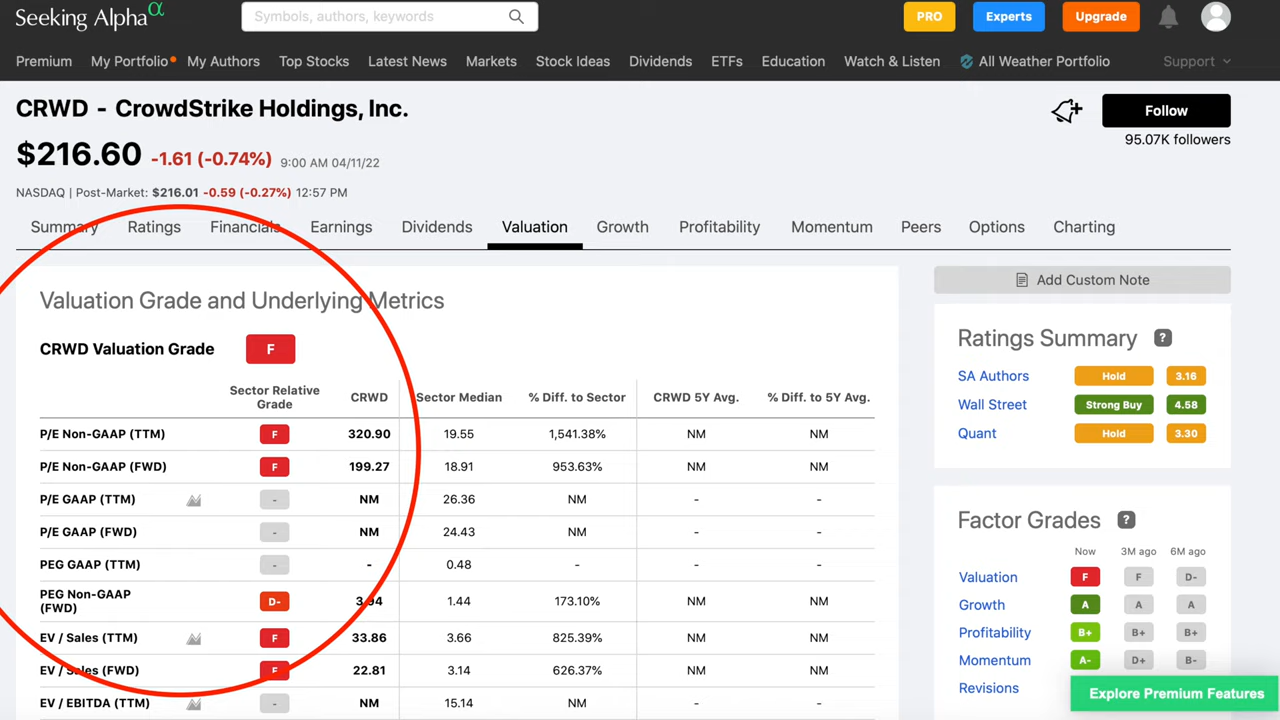 Seeking Alpha α
Symbols, authors, keywords
PRO Experts Upgrade
Premium My Portfolio My Authors Top Stocks Latest News Markets Stock Ideas Dividends ETFs Education Watch & Listen All Weather Portfolio Support
CRWD - CrowdStrike Holdings, Inc.
Follow
$216.60 -1.61 (-0.74%) 9:00 AM 04/11/22
95.07K followers
NASDAQ | Post-Market: $216.01 -0.59 (-0.27%) 12:57 PM
Summary Ratings Financials Earnings Dividends Valuation Growth Profitability Momentum Peers Options Charting
Valuation Grade and Underlying Metrics
CRWD Valuation Grade F
Sector Relative Grade CRWD Sector Median % Diff. to Sector CRWD 5Y Avg. % Diff. to 5Y Avg.
P/E Non-GAAP (TTM) F 320.90 19.55 1,541.38% NM NM
P/E Non-GAAP (FWD) F 199.27 18.91 953.63% NM NM
P/E GAAP (TTM) - NM 26.36 NM - -
P/E GAAP (FWD) - NM 24.43 NM - -
PEG GAAP (TTM) - - 0.48 - - -
PEG Non-GAAP (FWD) D- 3.94 1.44 173.10% NM NM
EV / Sales (TTM) F 33.86 3.66 825.39% NM NM
EV / Sales (FWD) F 22.81 3.14 626.37% NM NM
EV / EBITDA (TTM) - NM 15.14 NM NM NM
Add Custom Note
Ratings Summary ?
SA Authors Hold 3.16
Wall Street Strong Buy 4.58
Quant Hold 3.30
Factor Grades ?
Now 3M ago 6M ago
Valuation F F D-
Growth A A A
Profitability B+ B+ B+
Momentum A- D+ B-
Revisions
Explore Premium Features